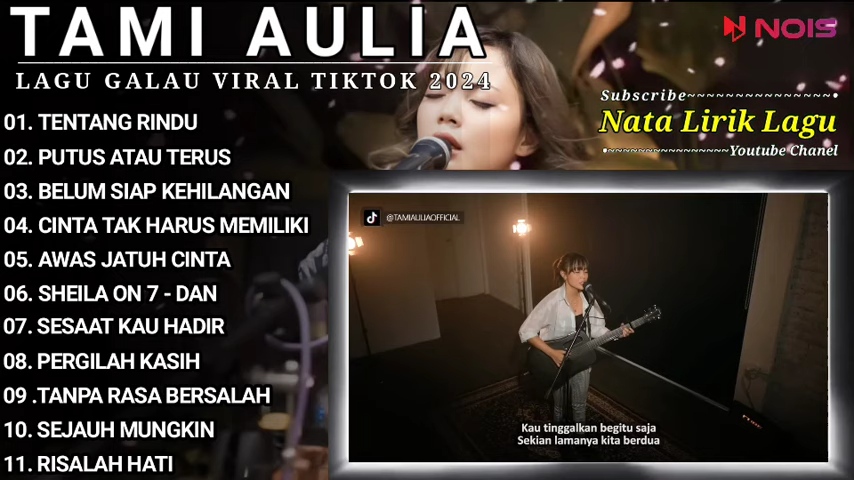 TAMI AULIA
LAGU GALAU VIRAL TIKTOK 2024
NOIS
Subscribe~~~~~~~~~~~~~~~•
Nata Lirik Lagu
•~~~~~~~~~~~~~~~~Youtube Chanel
01. TENTANG RINDU
02. PUTUS ATAU TERUS
03. BELUM SIAP KEHILANGAN
04. CINTA TAK HARUS MEMILIKI
05. AWAS JATUH CINTA
06. SHEILA ON 7 - DAN
07. SESAAT KAU HADIR
08. PERGILAH KASIH
09 .TANPA RASA BERSALAH
10. SEJAUH MUNGKIN
11. RISALAH HATI
@TAMIAULIAOFFICIAL
Kau tinggalkan begitu saja
Sekian lamanya kita berdua